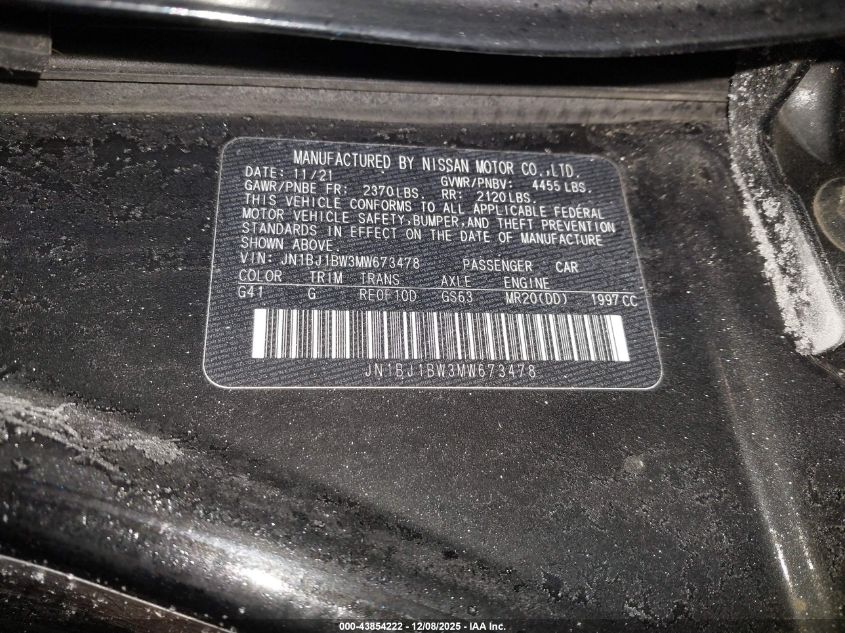 MANUFACTURED BY NISSAN MOTOR CO.,LTD.
DATE: 11/21 GVWR/PNBV: 4455 LBS.
GAWR/PNBE FR: 2370LBS. RR: 2120LBS.
THIS VEHICLE CONFORMS TO ALL APPLICABLE FEDERAL
MOTOR VEHICLE SAFETY,BUMPER,AND THEFT PREVENTION
STANDARDS IN EFFECT ON THE DATE OF MANUFACTURE
SHOWN ABOVE.
VIN: JN1BJ1BW3MW673478 PASSENGER CAR
COLOR TRIM TRANS AXLE ENGINE
G41 G RE0F10D GS63 MR20(DD) 1997CC
JN1BJ1BW3MW673478
000-43854222 - 12/08/2025 - IAA Inc.